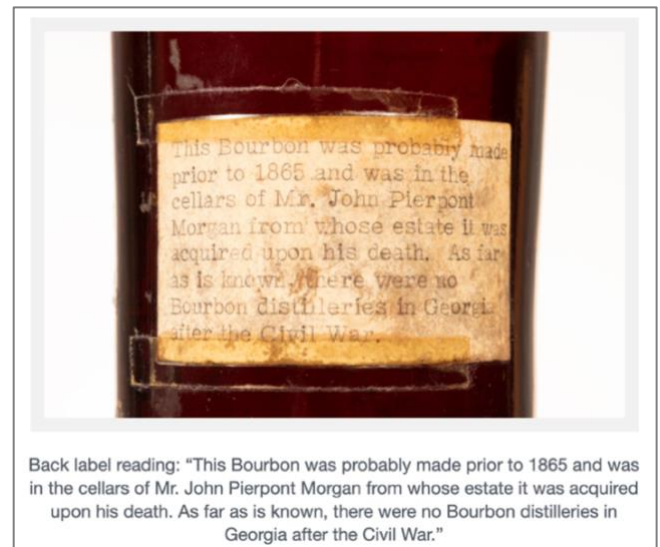 This Bourbon was probably made
prior to 1865 and was in the
cellars of Mr. John Pierpont
Morgan from whose estate it was
acquired upon his death. As far
as is known, there were no
Bourbon distilleries in Georgia
after the Civil War.
Back label reading: “This Bourbon was probably made prior to 1865 and was
in the cellars of Mr. John Pierpont Morgan from whose estate it was acquired
upon his death. As far as is known, there were no Bourbon distilleries in
Georgia after the Civil War.”